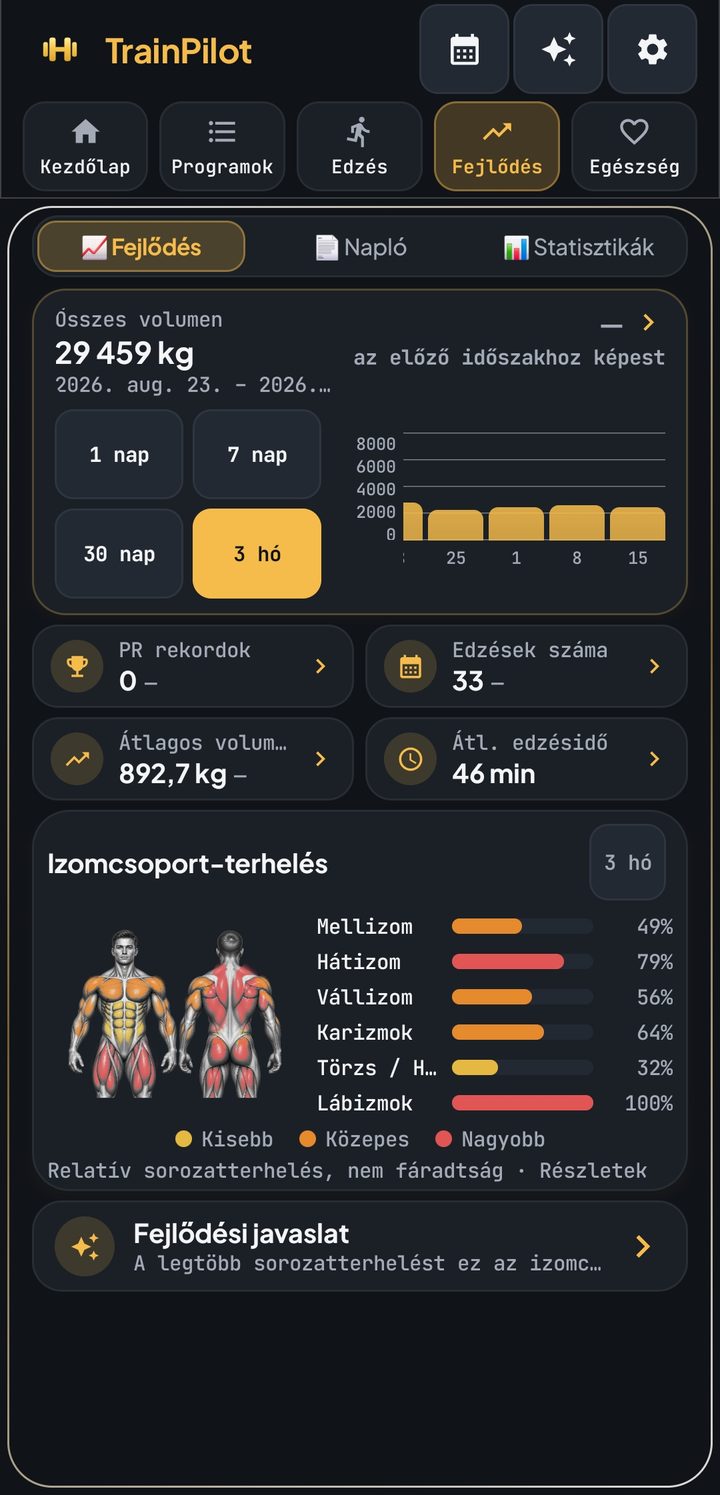 TrainPilot
Kezdőlap Programok Edzés Fejlődés Egészség
Fejlődés Napló Statisztikák
Összes volumen
—
29 459 kg
az előző időszakhoz képest
2026. aug. 23. – 2026.…
1 nap 7 nap
30 nap 3 hó
8000
6000
4000
2000
0
25 1 8 15
PR rekordok
0 –
Edzések száma
33 –
Átlagos volum…
892,7 kg –
Átl. edzésidő
46 min
Izomcsoport-terhelés
3 hó
Mellizom 49%
Hátizom 79%
Vállizom 56%
Karizmok 64%
Törzs / H… 32%
Lábizmok 100%
Kisebb Közepes Nagyobb
Relatív sorozatterhelés, nem fáradtság · Részletek
Fejlődési javaslat
A legtöbb sorozatterhelést ez az izomc…